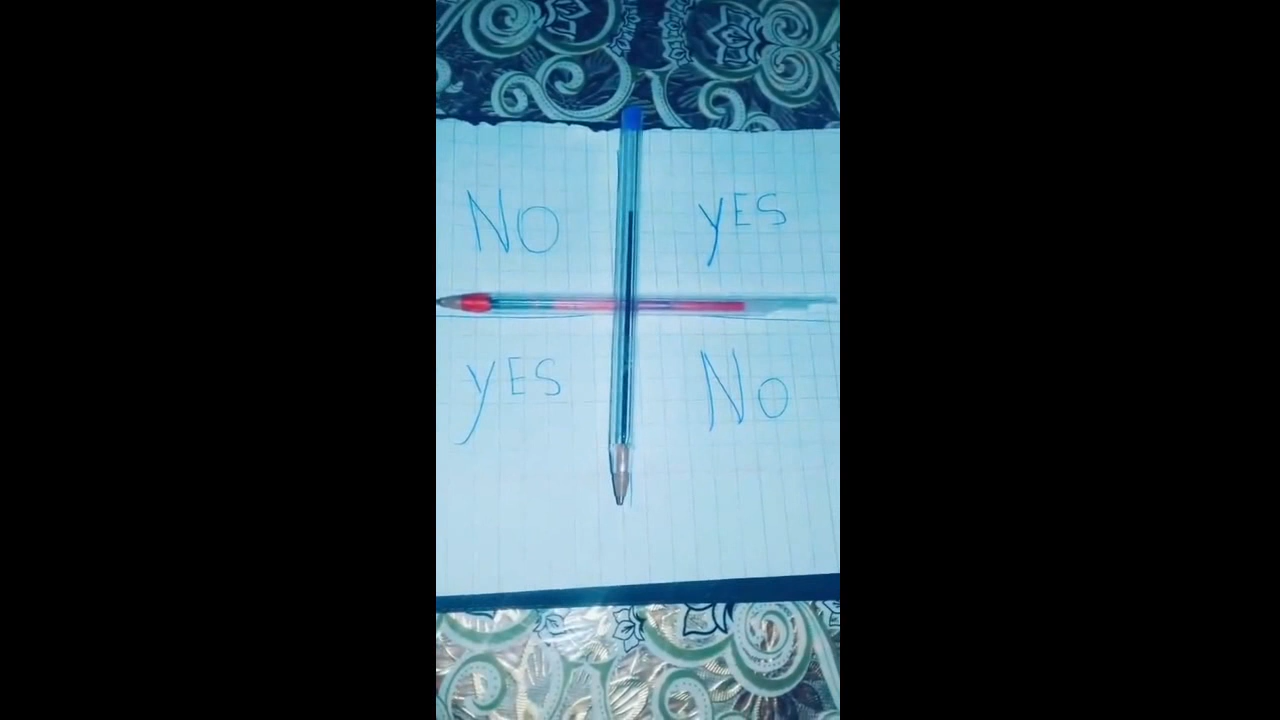 No yES
yES No